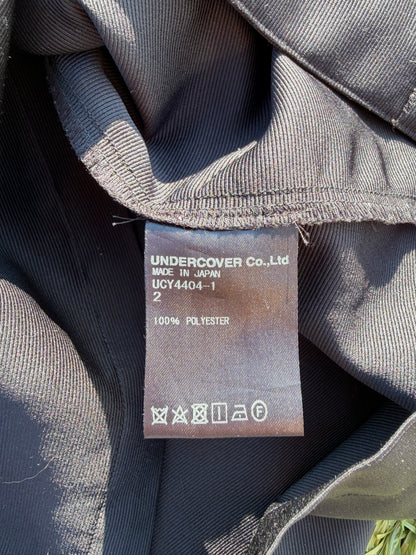 UNDERCOVER Co.,Ltd
MADE IN JAPAN
UCY4404-1
2
100% POLYESTER
F